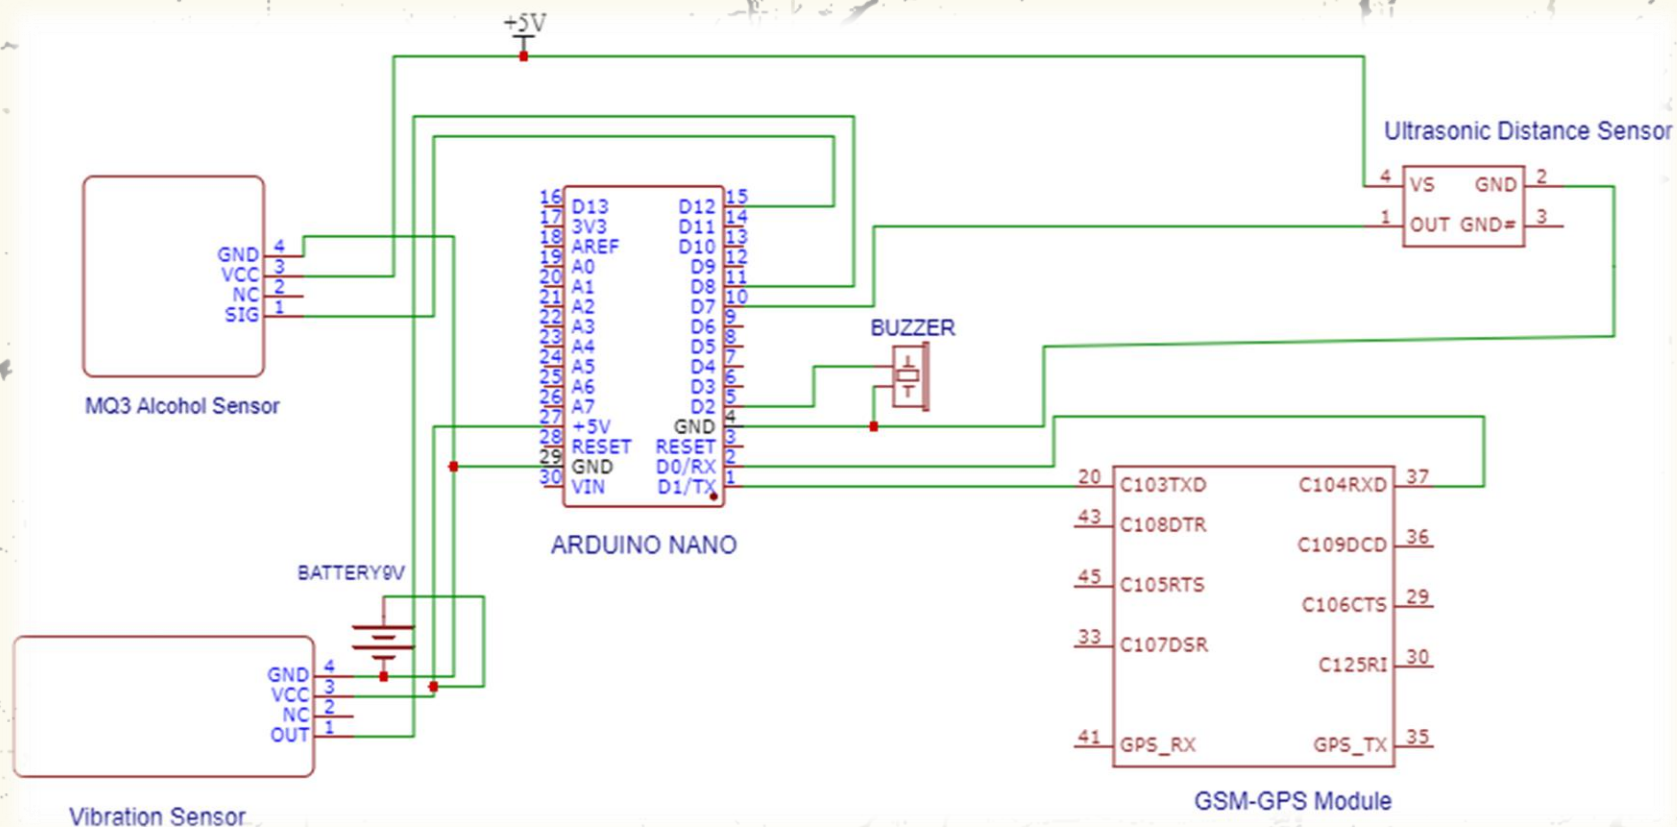 +5V
Ultrasonic Distance Sensor
4 VS GND 2
1 OUT GND# 3
GND 4
VCC 3
NC 2
SIG 1
MQ3 Alcohol Sensor
16 D13 D12 15
17 3V3 D11 14
18 AREF D10 13
19 A0 D9 12
20 A1 D8 11
21 A2 D7 10
22 A3 D6 9
23 A4 D5 8
24 A5 D4 7
25 A6 D3 6
26 A7 D2 5
27 +5V GND 4
28 RESET RESET 3
29 GND D0/RX 2
30 VIN D1/TX 1
ARDUINO NANO
BUZZER
BATTERY9V
GND 4
VCC 3
NC 2
OUT 1
Vibration Sensor
20 C103TXD C104RXD 37
43 C108DTR
C109DCD 36
45 C105RTS
C106CTS 29
33 C107DSR
C125RI 30
41 GPS_RX GPS_TX 35
GSM-GPS Module